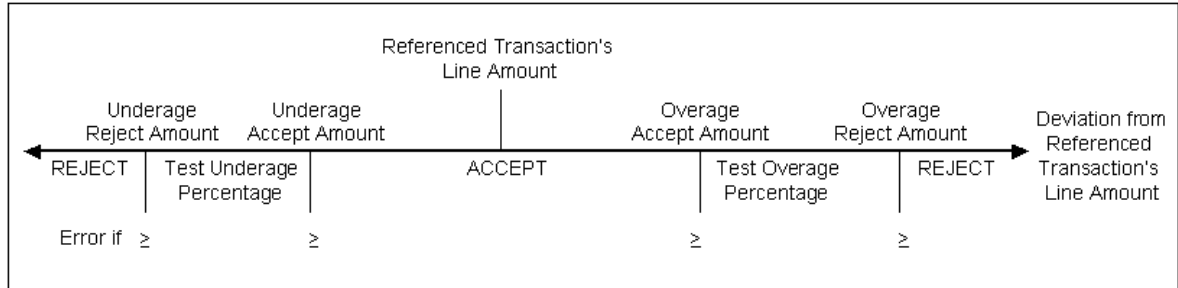 Referenced Transaction's
Line Amount
Underage
Reject Amount
Underage
Accept Amount
Overage
Accept Amount
Overage
Reject Amount
Deviation from
Referenced
Transaction's
Line Amount
REJECT
Test Underage
Percentage
ACCEPT
Test Overage
Percentage
REJECT
Error if ≥ ≥ ≥ ≥